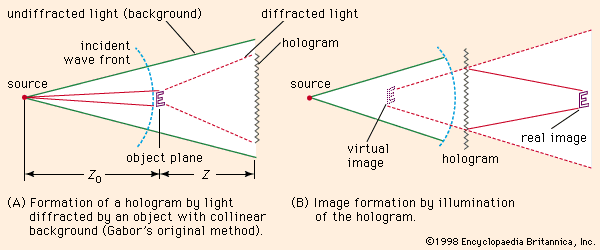 undiffracted light (background)
diffracted light
incident
wave front
hologram
source
object plane
Z₀
Z
(A) Formation of a hologram by light
diffracted by an object with collinear
background (Gabor's original method).
source
virtual
image
hologram
real image
(B) Image formation by illumination
of the hologram.
©1998 Encyclopaedia Britannica, Inc.